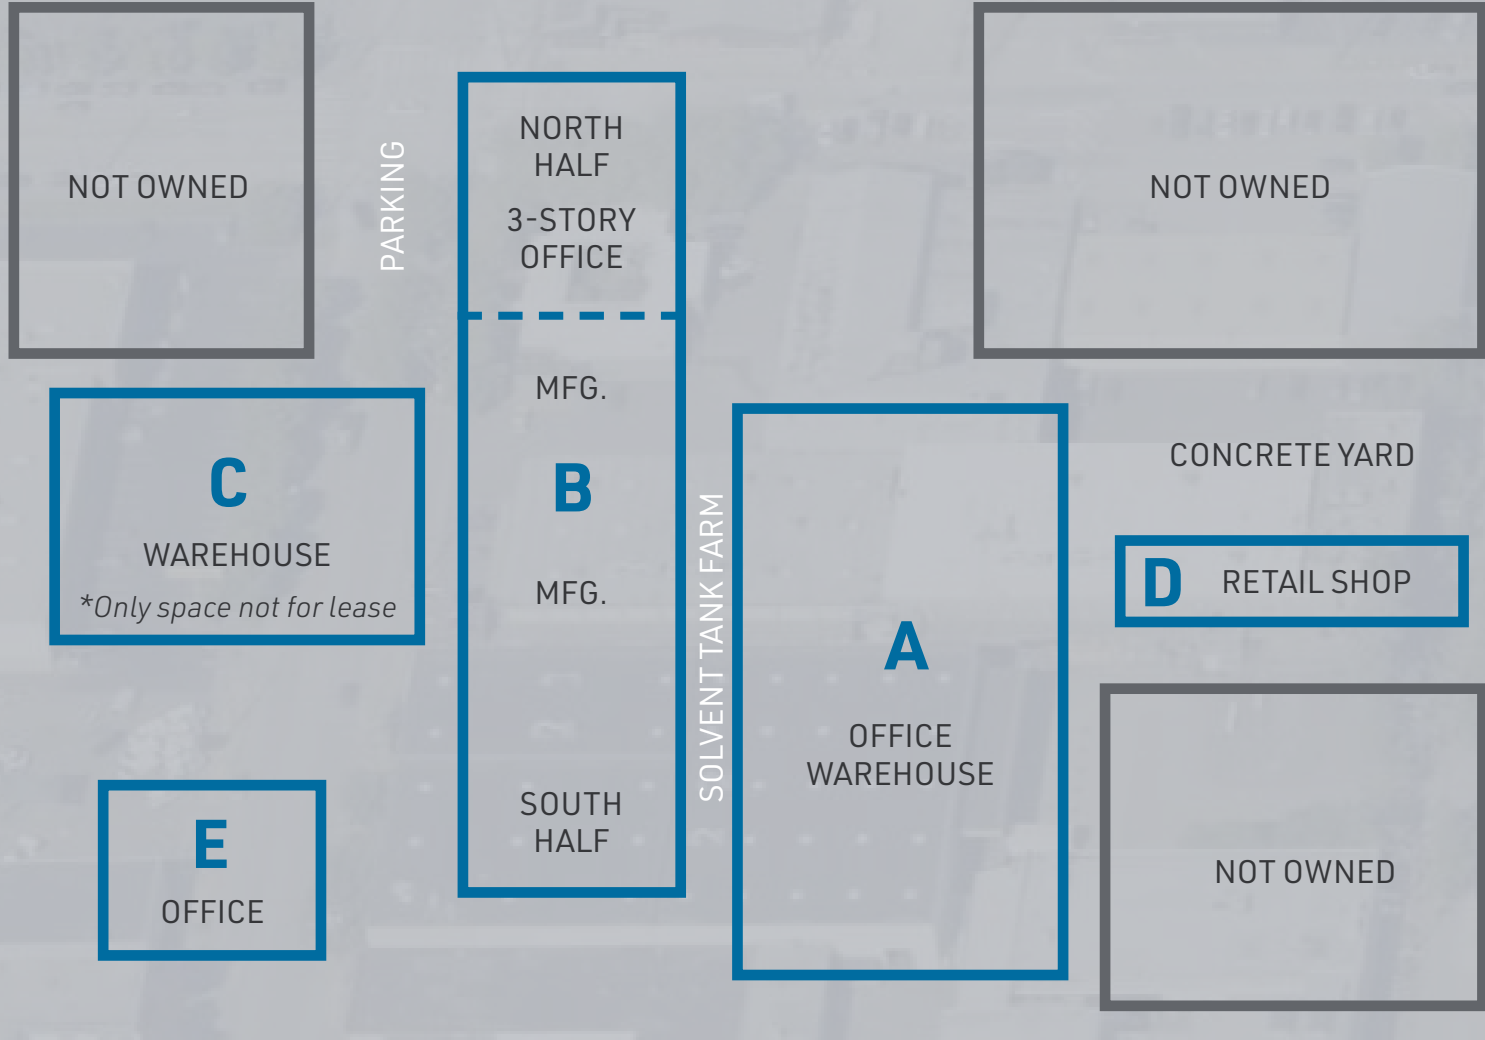 NOT OWNED
PARKING
NORTH
HALF
3-STORY
OFFICE
MFG.
B
MFG.
SOUTH
HALF
NOT OWNED
C
WAREHOUSE
*Only space not for lease
E
OFFICE
SOLVENT TANK FARM
A
OFFICE
WAREHOUSE
CONCRETE YARD
D RETAIL SHOP
NOT OWNED